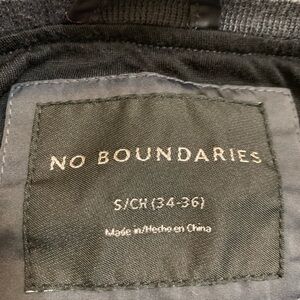 NO BOUNDARIES
S/CH (34-36)
Made in/Hecho en China